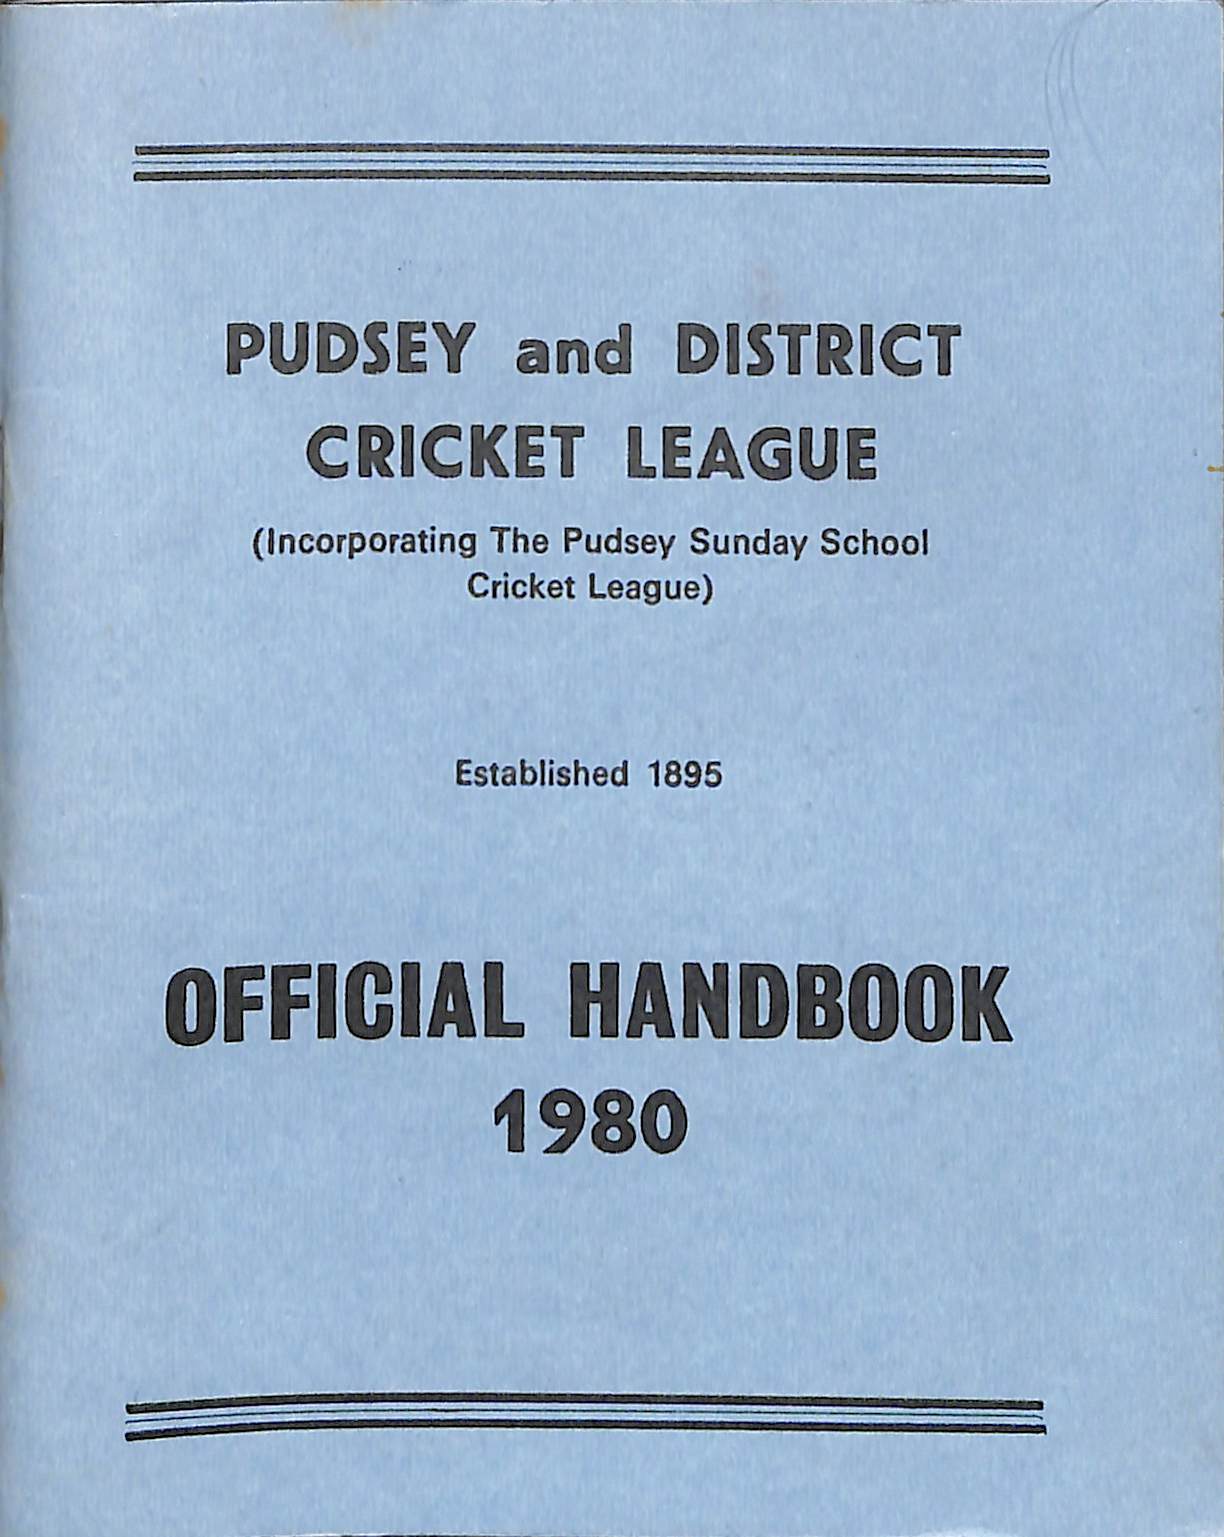 PUDSEY and DISTRICT
CRICKET LEAGUE
(Incorporating The Pudsey Sunday School
Cricket League)
Established 1895
OFFICIAL HANDBOOK
1980